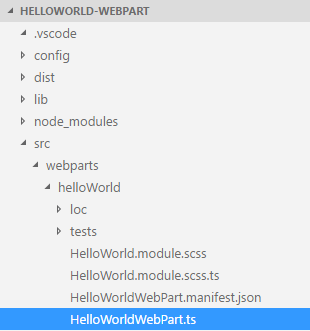 HELLOWORLD-WEBPART
.vscode
config
dist
lib
node_modules
src
webparts
helloWorld
loc
tests
HelloWorld.module.scss
HelloWorld.module.scss.ts
HelloWorldWebPart.manifest.json
HelloWorldWebPart.ts